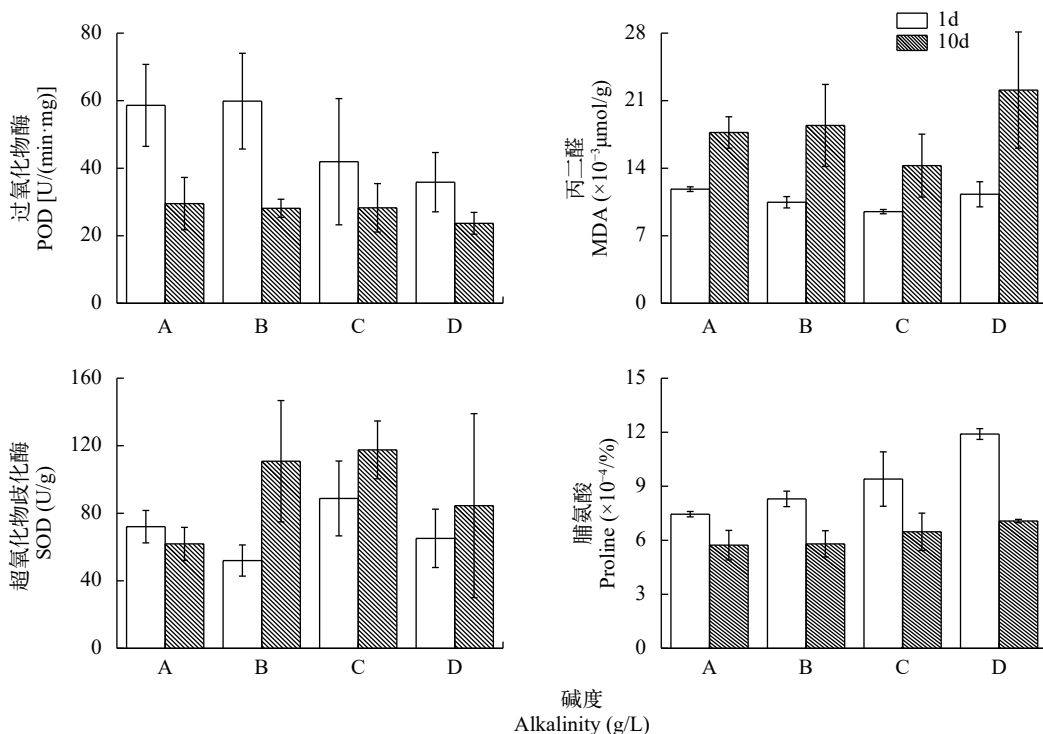 1d
10d
过氧化物酶
POD [U/(min·mg)]
80
60
40
20
0
A B C D
丙二醛
MDA (×10⁻³μmol/g)
28
21
14
7
0
A B C D
超氧化物歧化酶
SOD (U/g)
160
120
80
40
0
A B C D
脯氨酸
Proline (×10⁻⁴/%)
15
12
9
6
3
0
A B C D
碱度
Alkalinity (g/L)